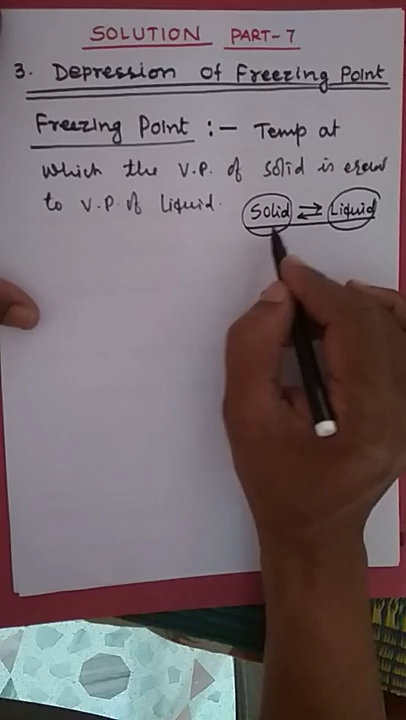 SOLUTION PART-7
3. Depression of Freezing Point
Freezing Point :- Temp at
which the V.P. of Solid is equal
to V.P. of Liquid.
Solid ⇌ Liquid